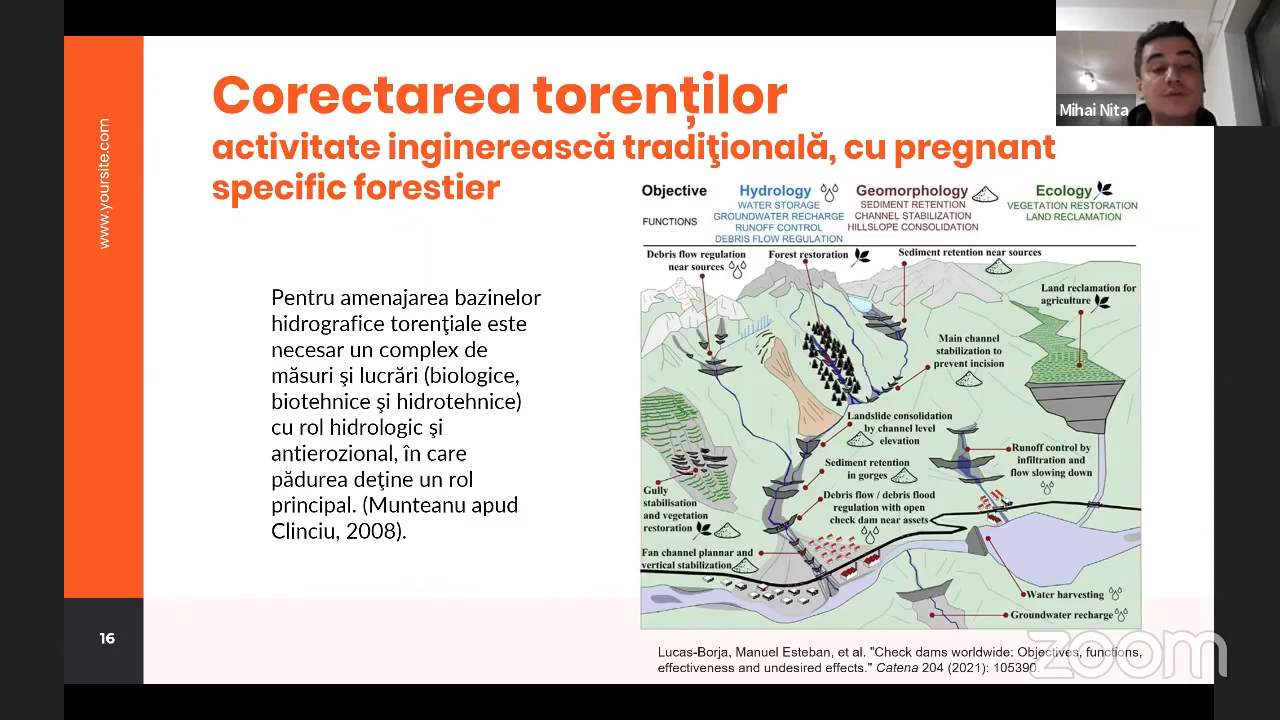 www.yoursite.com
Corectarea torenților
activitate inginerească tradiţională, cu pregnant
specific forestier
Mihai Nita
Pentru amenajarea bazinelor
hidrografice torenţiale este
necesar un complex de
măsuri şi lucrări (biologice,
biotehnice şi hidrotehnice)
cu rol hidrologic şi
antierozional, în care
pădurea deţine un rol
principal. (Munteanu apud
Clinciu, 2008).
Objective
FUNCTIONS
Hydrology
WATER STORAGE
GROUNDWATER RECHARGE
RUNOFF CONTROL
DEBRIS FLOW REGULATION
Geomorphology
SEDIMENT RETENTION
CHANNEL STABILIZATION
HILLSLOPE CONSOLIDATION
Ecology
VEGETATION RESTORATION
LAND RECLAMATION
Debris flow regulation
near sources
Forest restoration
Sediment retention near sources
Land reclamation for
agriculture
Main channel
stabilization to
prevent incision
Landslide consolidation
by channel level
elevation
Runoff control by
infiltration and
flow slowing down
Sediment retention
in gorges
Gully
stabilisation
and vegetation
restoration
Debris flow / debris flood
regulation with open
check dam near assets
Fan channel plannar and
vertical stabilization
Water harvesting
Groundwater recharge
Lucas-Borja, Manuel Esteban, et al. "Check dams worldwide: Objectives, functions,
effectiveness and undesired effects." Catena 204 (2021): 105390.
16
zoom